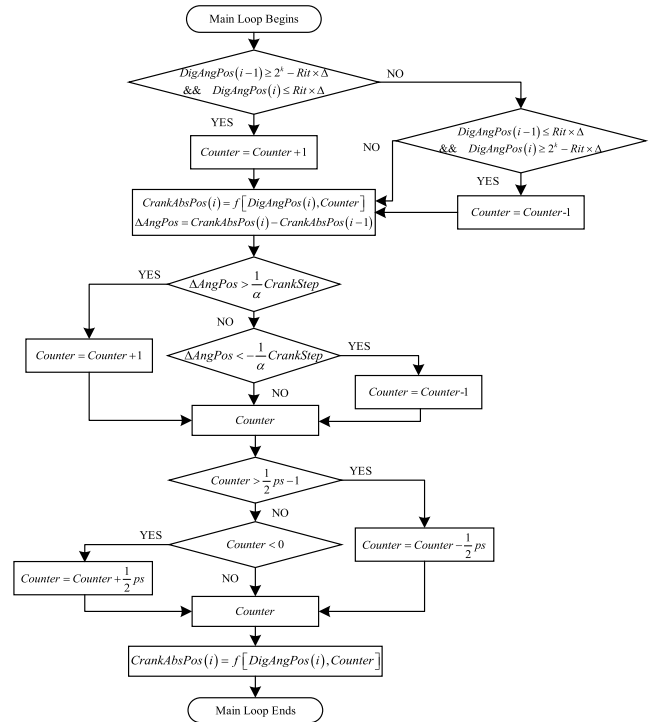 Main Loop Begins
DigAngPos(i−1) ≥ 2^k − Rit×Δ
&& DigAngPos(i) ≤ Rit×Δ
NO
YES
DigAngPos(i−1) ≤ Rit×Δ
&& DigAngPos(i) ≥ 2^k − Rit×Δ
NO
YES
Counter = Counter +1
Counter = Counter-1
CrankAbsPos(i) = f[DigAngPos(i),Counter]
ΔAngPos = CrankAbsPos(i) − CrankAbsPos(i−1)
YES
ΔAngPos > 1/α CrankStep
NO
Counter = Counter +1
ΔAngPos < −1/α CrankStep
YES
NO
Counter = Counter-1
Counter
Counter > 1/2 ps −1
YES
NO
YES
Counter < 0
Counter = Counter − 1/2 ps
Counter = Counter + 1/2 ps
NO
Counter
CrankAbsPos(i) = f[DigAngPos(i),Counter]
Main Loop Ends